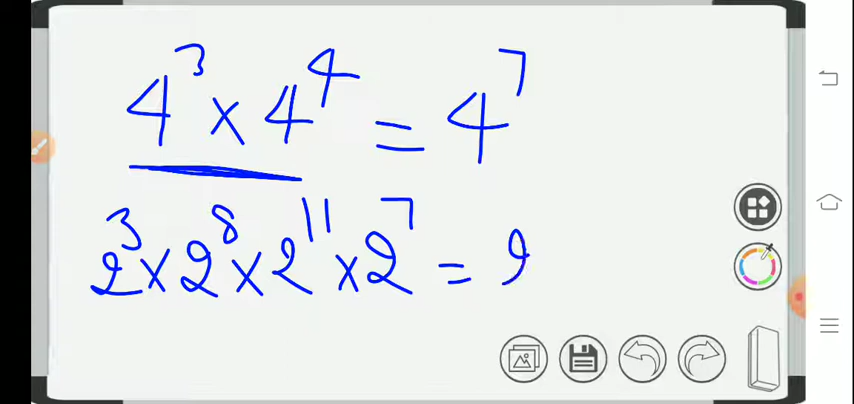 4³ × 4⁴ = 4⁷
2³ × 2⁸ × 2¹¹ × 2⁷ =